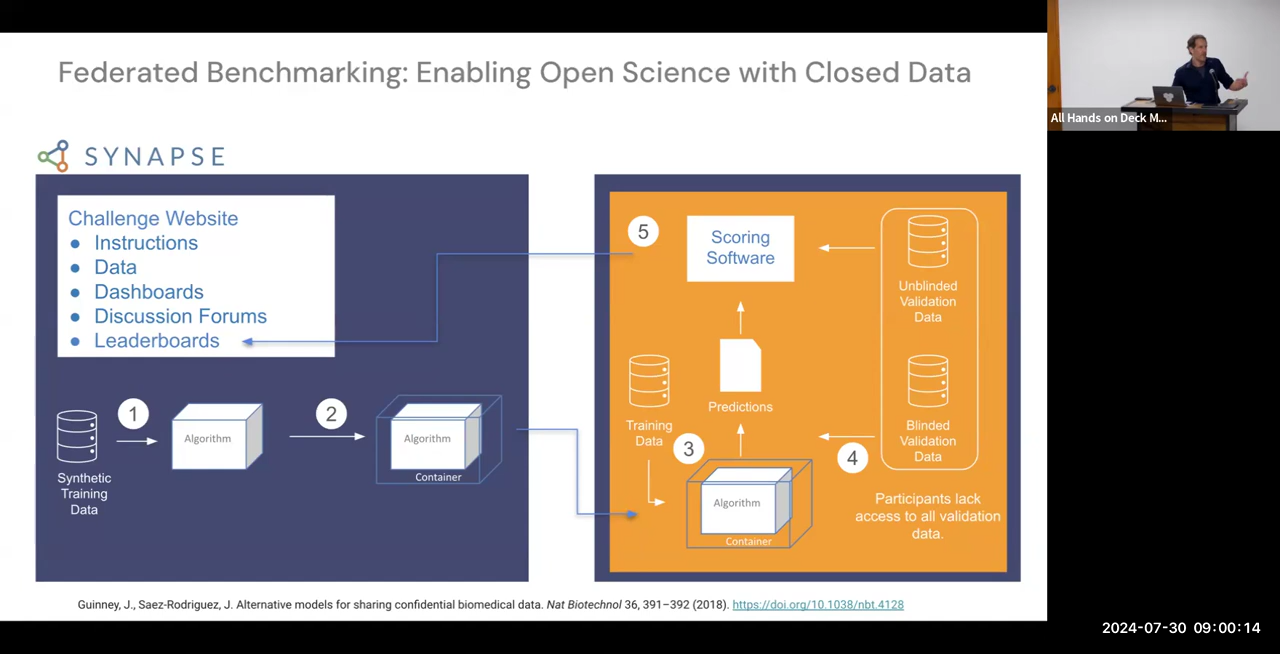 Federated Benchmarking: Enabling Open Science with Closed Data
All Hands on Deck M...
SYNAPSE
Challenge Website
● Instructions
● Data
● Dashboards
● Discussion Forums
● Leaderboards
1
2
Algorithm
Algorithm
Container
Synthetic
Training
Data
5
Scoring
Software
Unblinded
Validation
Data
Predictions
Training
Data
3
Blinded
Validation
Data
4
Algorithm
Container
Participants lack
access to all validation
data.
Guinney, J., Saez-Rodriguez, J. Alternative models for sharing confidential biomedical data. Nat Biotechnol 36, 391–392 (2018). https://doi.org/10.1038/nbt.4128
2024-07-30 09:00:14